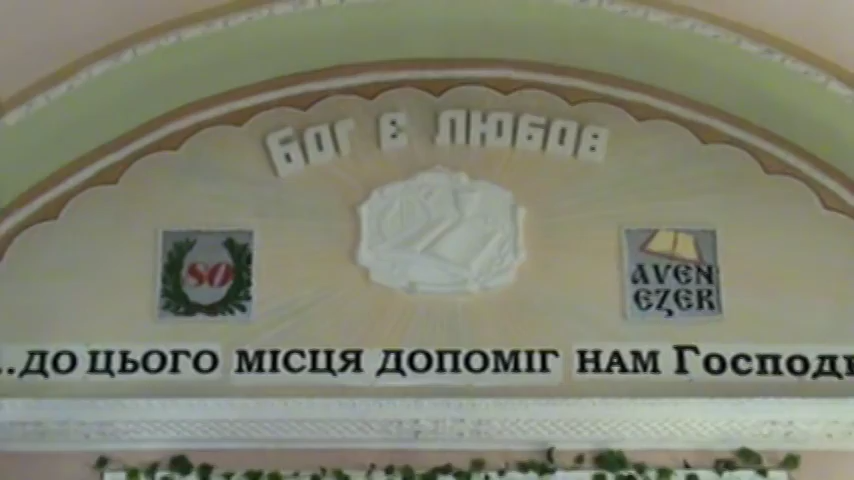 БОГ Є ЛЮБОВ
80
AVEN
EZER
..ДО ЦЬОГО МІСЦЯ ДОПОМІГ НАМ ГОСПОДЬ